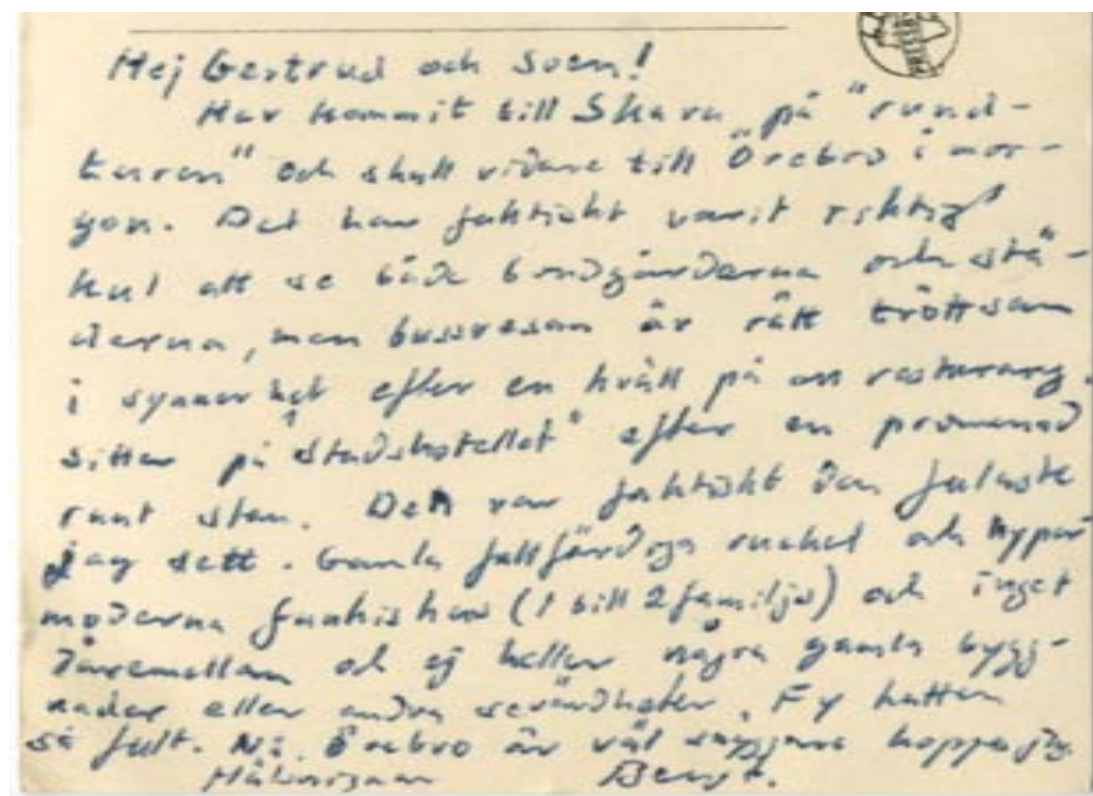 Hej Gertrud och Sven!
Har kommit till Skara på "rund-
turen" och skall vidare till Örebro i mor-
gon. Det har faktiskt varit riktigt
kul att se både bondgårderna och stä-
derna, men bussresan är rätt tröttsam
i synnerhet efter en kväll på en restaurang.
Sitter på "stadshotellet" efter en promenad
runt stan. Den var faktiskt den fulaste
jag sett. Gamla fallfärdiga ruckel och hyper
moderna funkishus (1 till 2 familjs) och inget
däremellan och ej heller några gamla bygg-
nader eller andra sevärdheter. Fy katten
så fult. Nå, Örebro är väl snyggare hoppas jag.
Hälsningar Bengt.